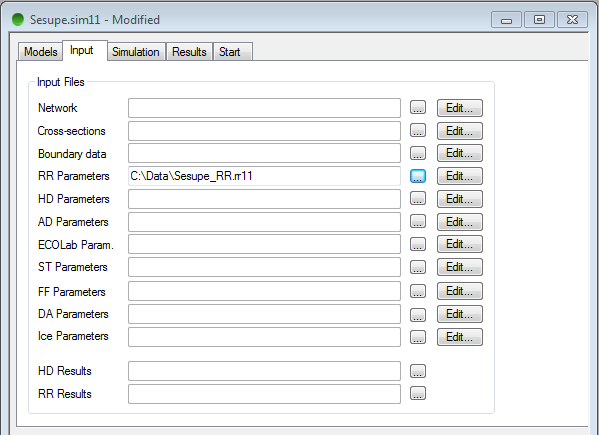 Sesupe.sim11 - Modified
Models Input Simulation Results Start
Input Files
Network ... Edit...
Cross-sections ... Edit...
Boundary data ... Edit...
RR Parameters C:\Data\Sesupe_RR.rr11 ... Edit...
HD Parameters ... Edit...
AD Parameters ... Edit...
ECOLab Param. ... Edit...
ST Parameters ... Edit...
FF Parameters ... Edit...
DA Parameters ... Edit...
Ice Parameters ... Edit...
HD Results ...
RR Results ...